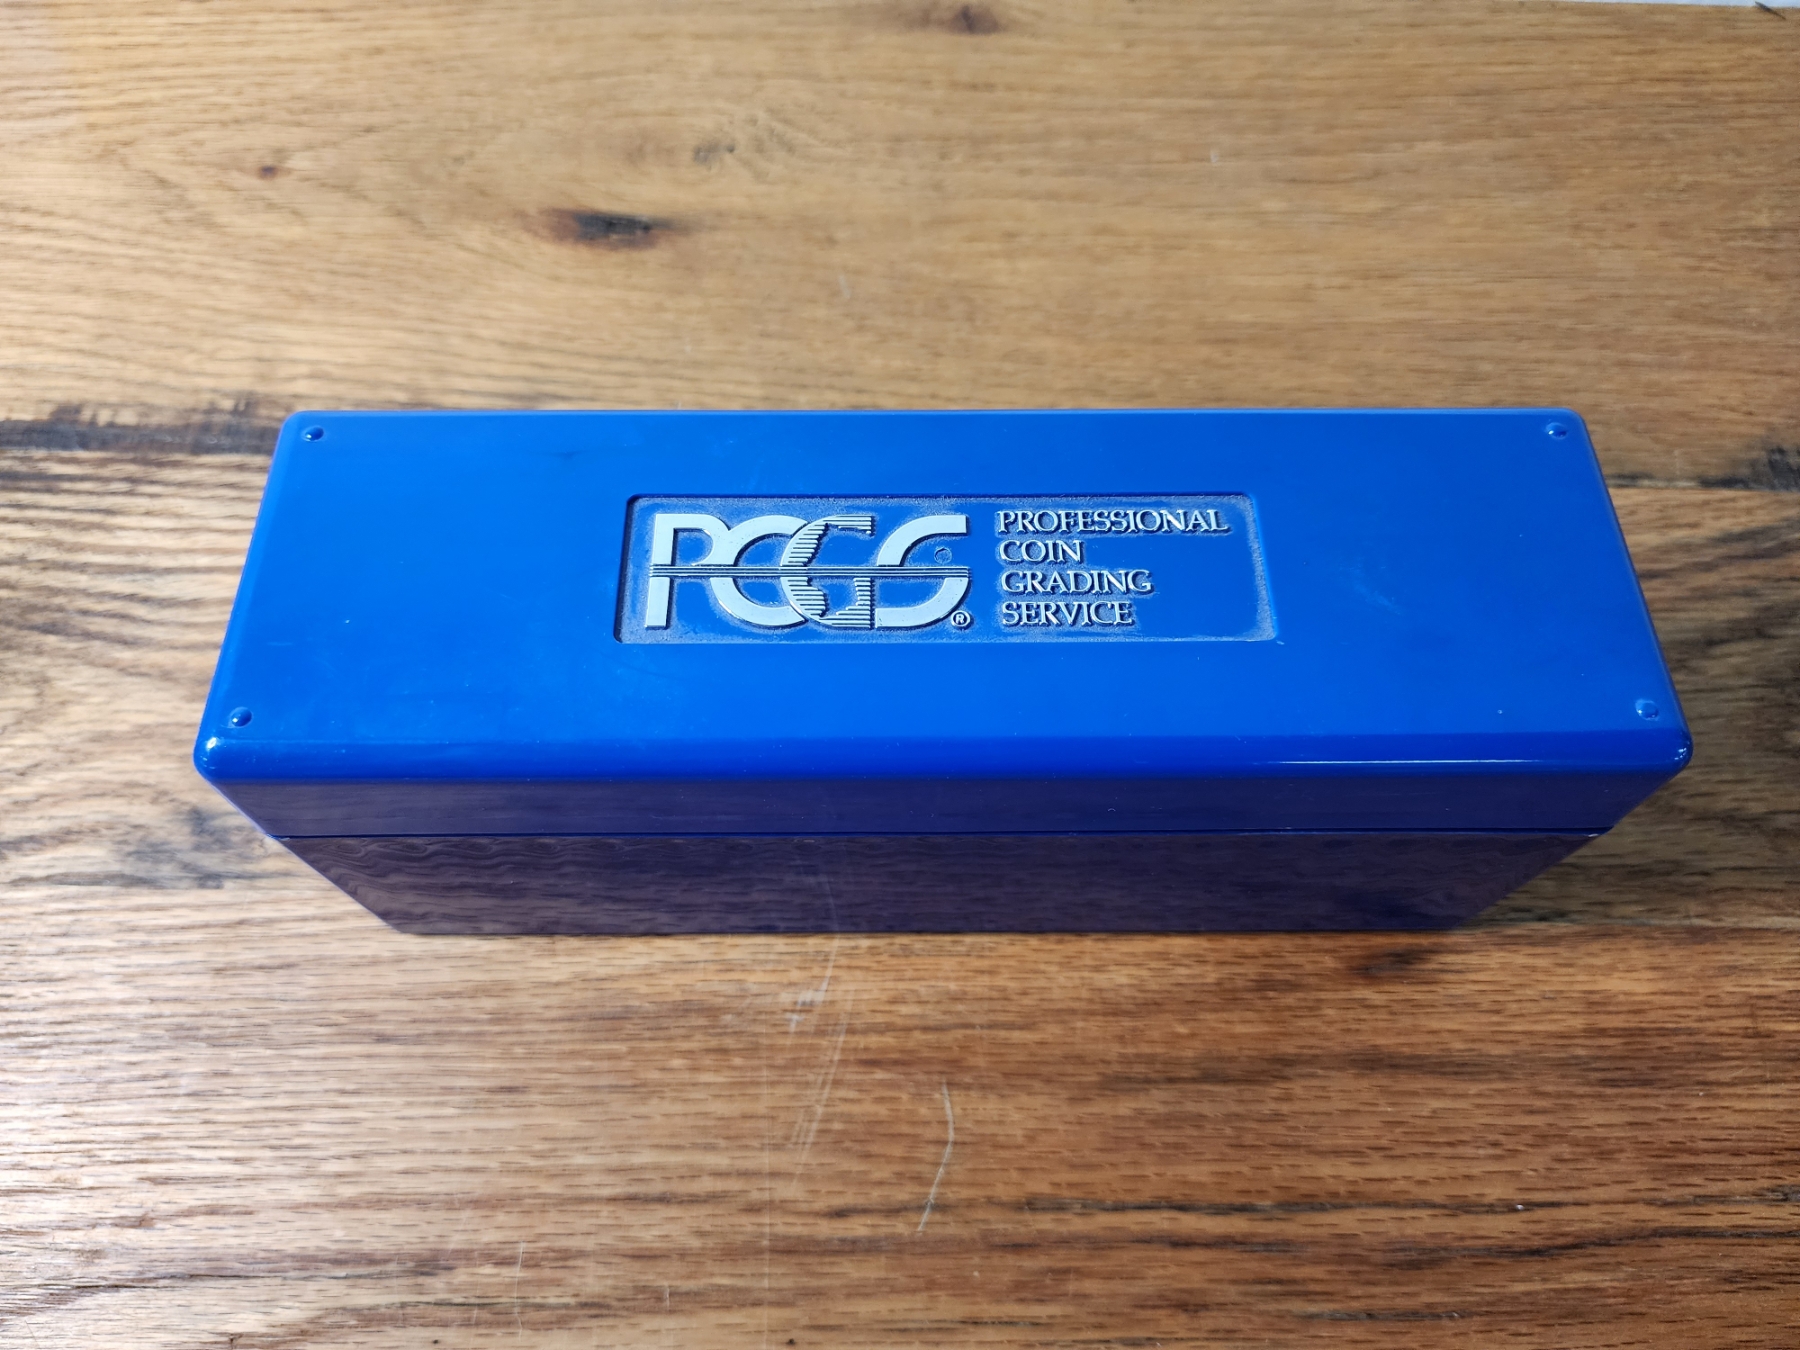 PCGS®
PROFESSIONAL
COIN
GRADING
SERVICE